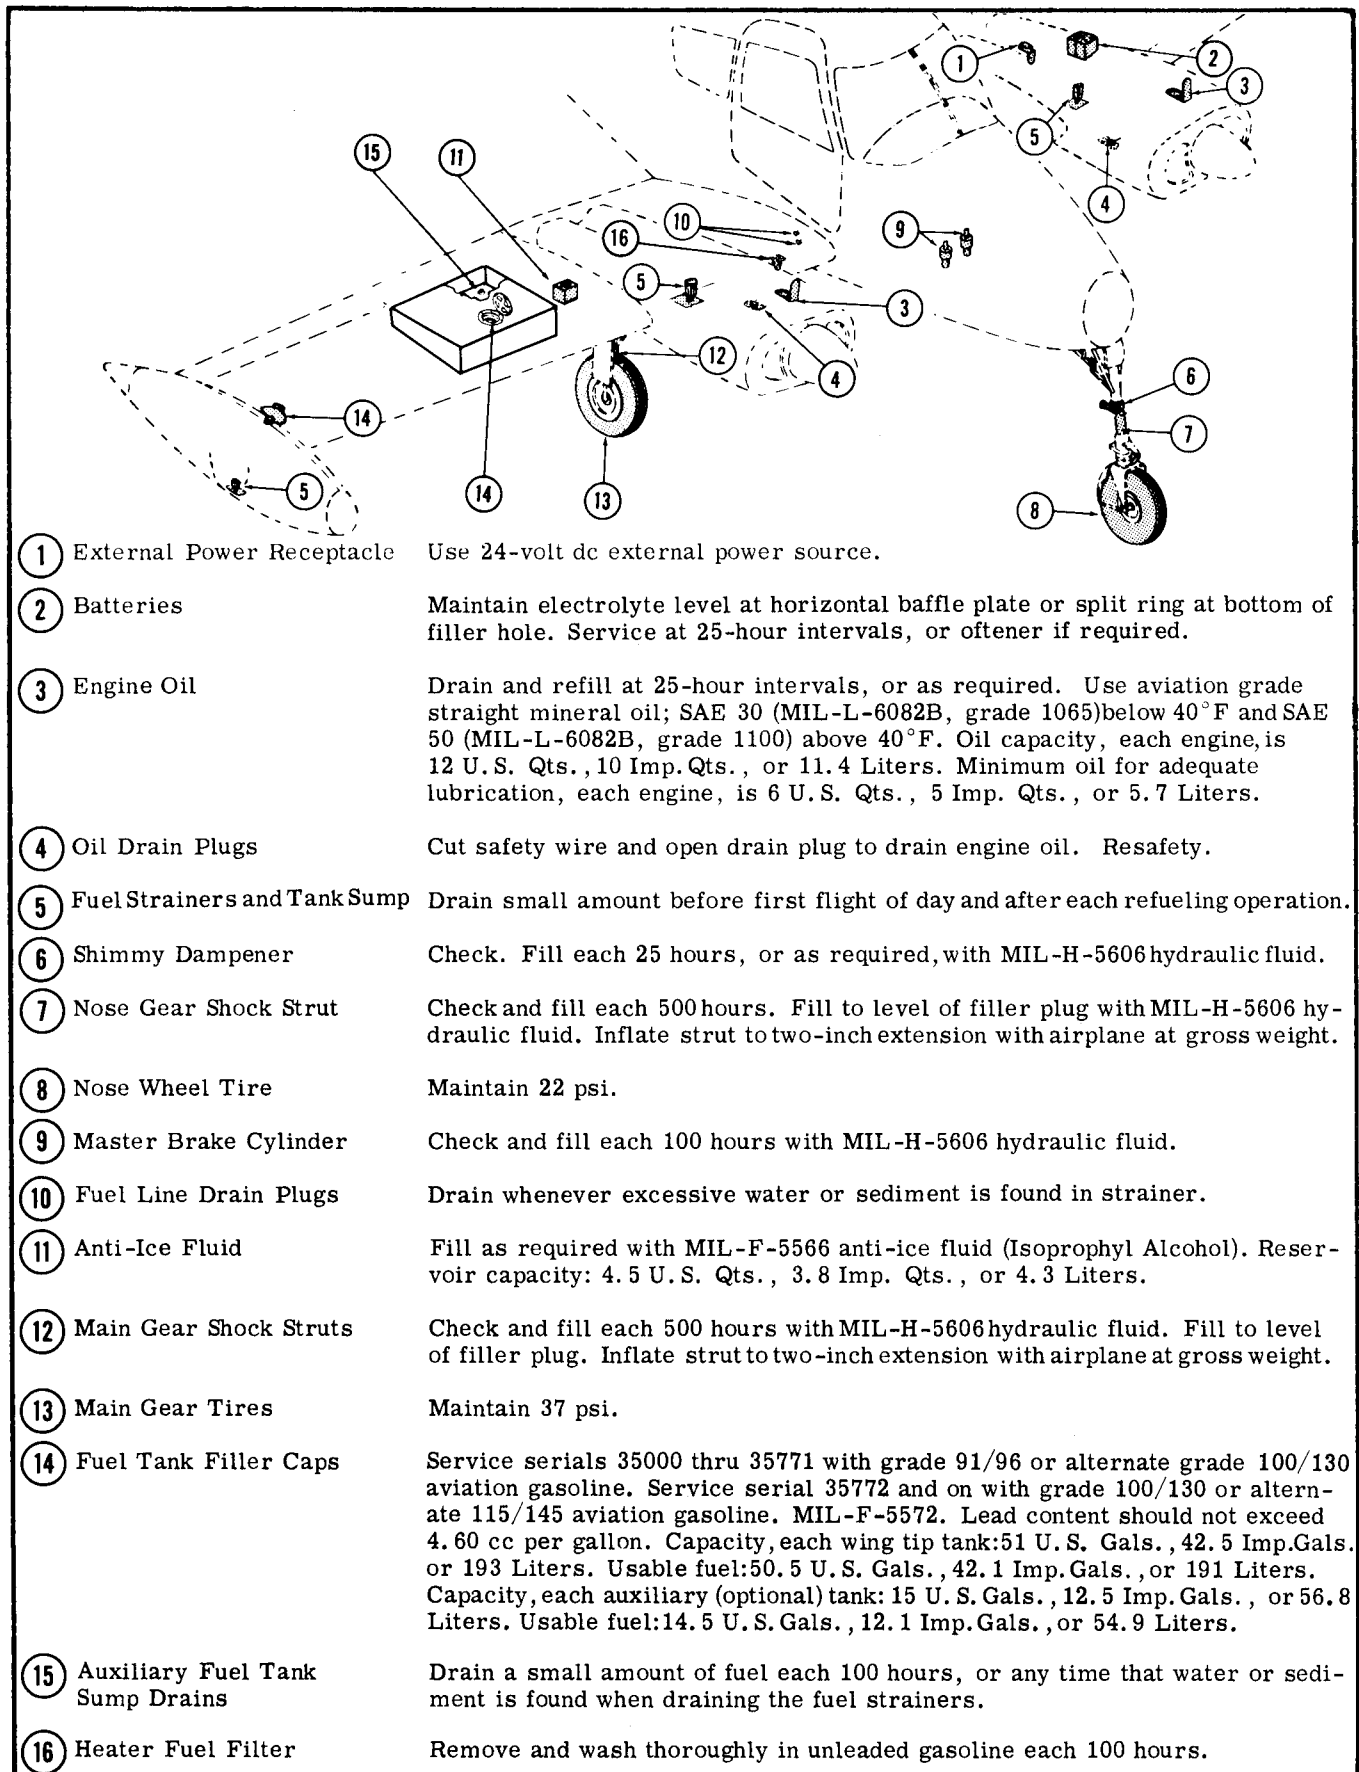 1
2
3
5
4
15
11
10
9
16
5
3
12
4
6
14
7
5
14
13
8
1 External Power Receptacle Use 24-volt dc external power source.
2 Batteries Maintain electrolyte level at horizontal baffle plate or split ring at bottom of
filler hole. Service at 25-hour intervals, or oftener if required.
3 Engine Oil Drain and refill at 25-hour intervals, or as required. Use aviation grade
straight mineral oil; SAE 30 (MIL-L-6082B, grade 1065)below 40°F and SAE
50 (MIL-L-6082B, grade 1100) above 40°F. Oil capacity, each engine, is
12 U.S. Qts., 10 Imp. Qts., or 11.4 Liters. Minimum oil for adequate
lubrication, each engine, is 6 U.S. Qts., 5 Imp. Qts., or 5.7 Liters.
4 Oil Drain Plugs Cut safety wire and open drain plug to drain engine oil. Resafety.
5 Fuel Strainers and Tank Sump Drain small amount before first flight of day and after each refueling operation.
6 Shimmy Dampener Check. Fill each 25 hours, or as required, with MIL-H-5606 hydraulic fluid.
7 Nose Gear Shock Strut Check and fill each 500 hours. Fill to level of filler plug with MIL-H-5606 hy-
draulic fluid. Inflate strut to two-inch extension with airplane at gross weight.
8 Nose Wheel Tire Maintain 22 psi.
9 Master Brake Cylinder Check and fill each 100 hours with MIL-H-5606 hydraulic fluid.
10 Fuel Line Drain Plugs Drain whenever excessive water or sediment is found in strainer.
11 Anti-Ice Fluid Fill as required with MIL-F-5566 anti-ice fluid (Isoprophyl Alcohol). Reser-
voir capacity: 4.5 U.S. Qts., 3.8 Imp. Qts., or 4.3 Liters.
12 Main Gear Shock Struts Check and fill each 500 hours with MIL-H-5606 hydraulic fluid. Fill to level
of filler plug. Inflate strut to two-inch extension with airplane at gross weight.
13 Main Gear Tires Maintain 37 psi.
14 Fuel Tank Filler Caps Service serials 35000 thru 35771 with grade 91/96 or alternate grade 100/130
aviation gasoline. Service serial 35772 and on with grade 100/130 or altern-
ate 115/145 aviation gasoline. MIL-F-5572. Lead content should not exceed
4.60 cc per gallon. Capacity, each wing tip tank: 51 U.S. Gals., 42.5 Imp. Gals.
or 193 Liters. Usable fuel: 50.5 U.S. Gals., 42.1 Imp. Gals., or 191 Liters.
Capacity, each auxiliary (optional) tank: 15 U.S. Gals., 12.5 Imp. Gals., or 56.8
Liters. Usable fuel: 14.5 U.S. Gals., 12.1 Imp. Gals., or 54.9 Liters.
15 Auxiliary Fuel Tank Drain a small amount of fuel each 100 hours, or any time that water or sedi-
Sump Drains ment is found when draining the fuel strainers.
16 Heater Fuel Filter Remove and wash thoroughly in unleaded gasoline each 100 hours.